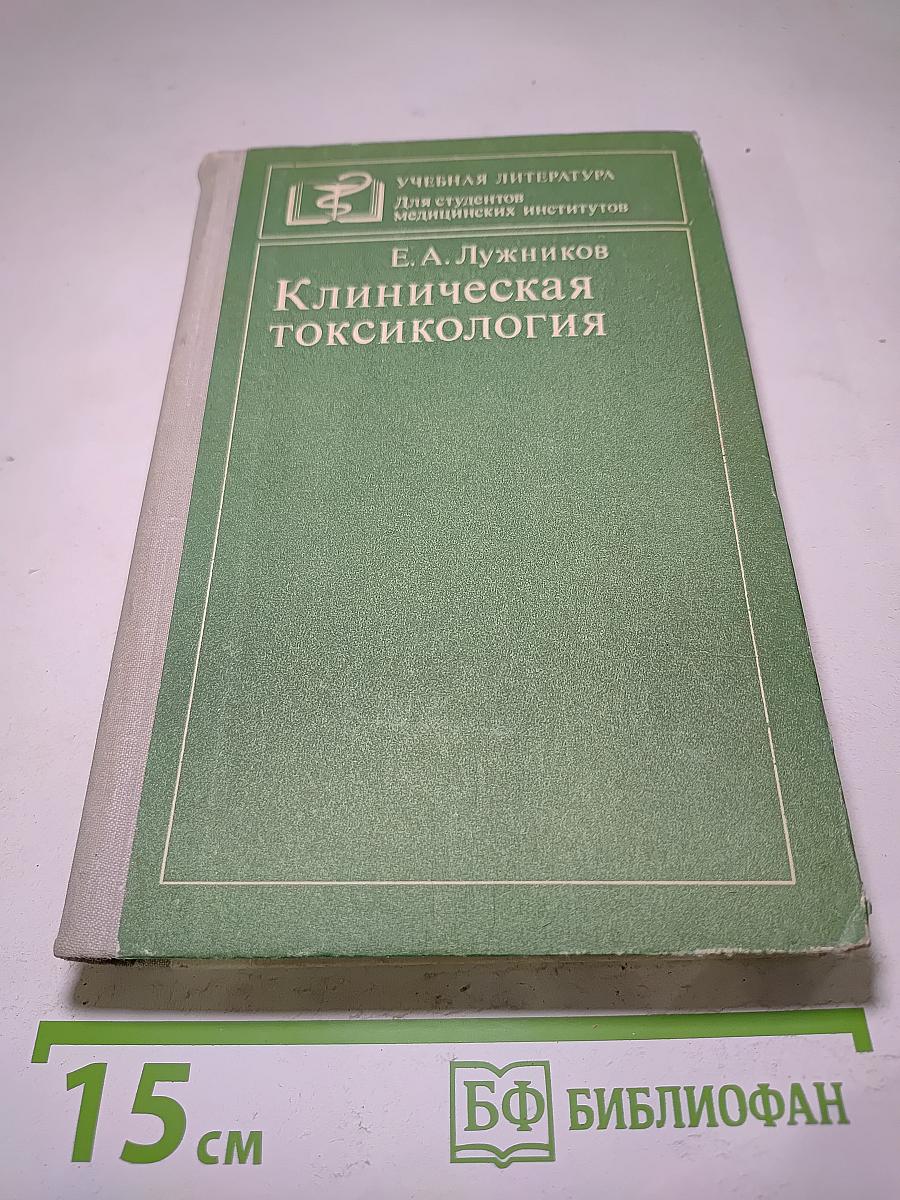 УЧЕБНАЯ ЛИТЕРАТУРА
Для студентов
медицинских институтов
Е. А. Лужников
Клиническая
токсикология
15 см
БФ БИБЛИОФАН